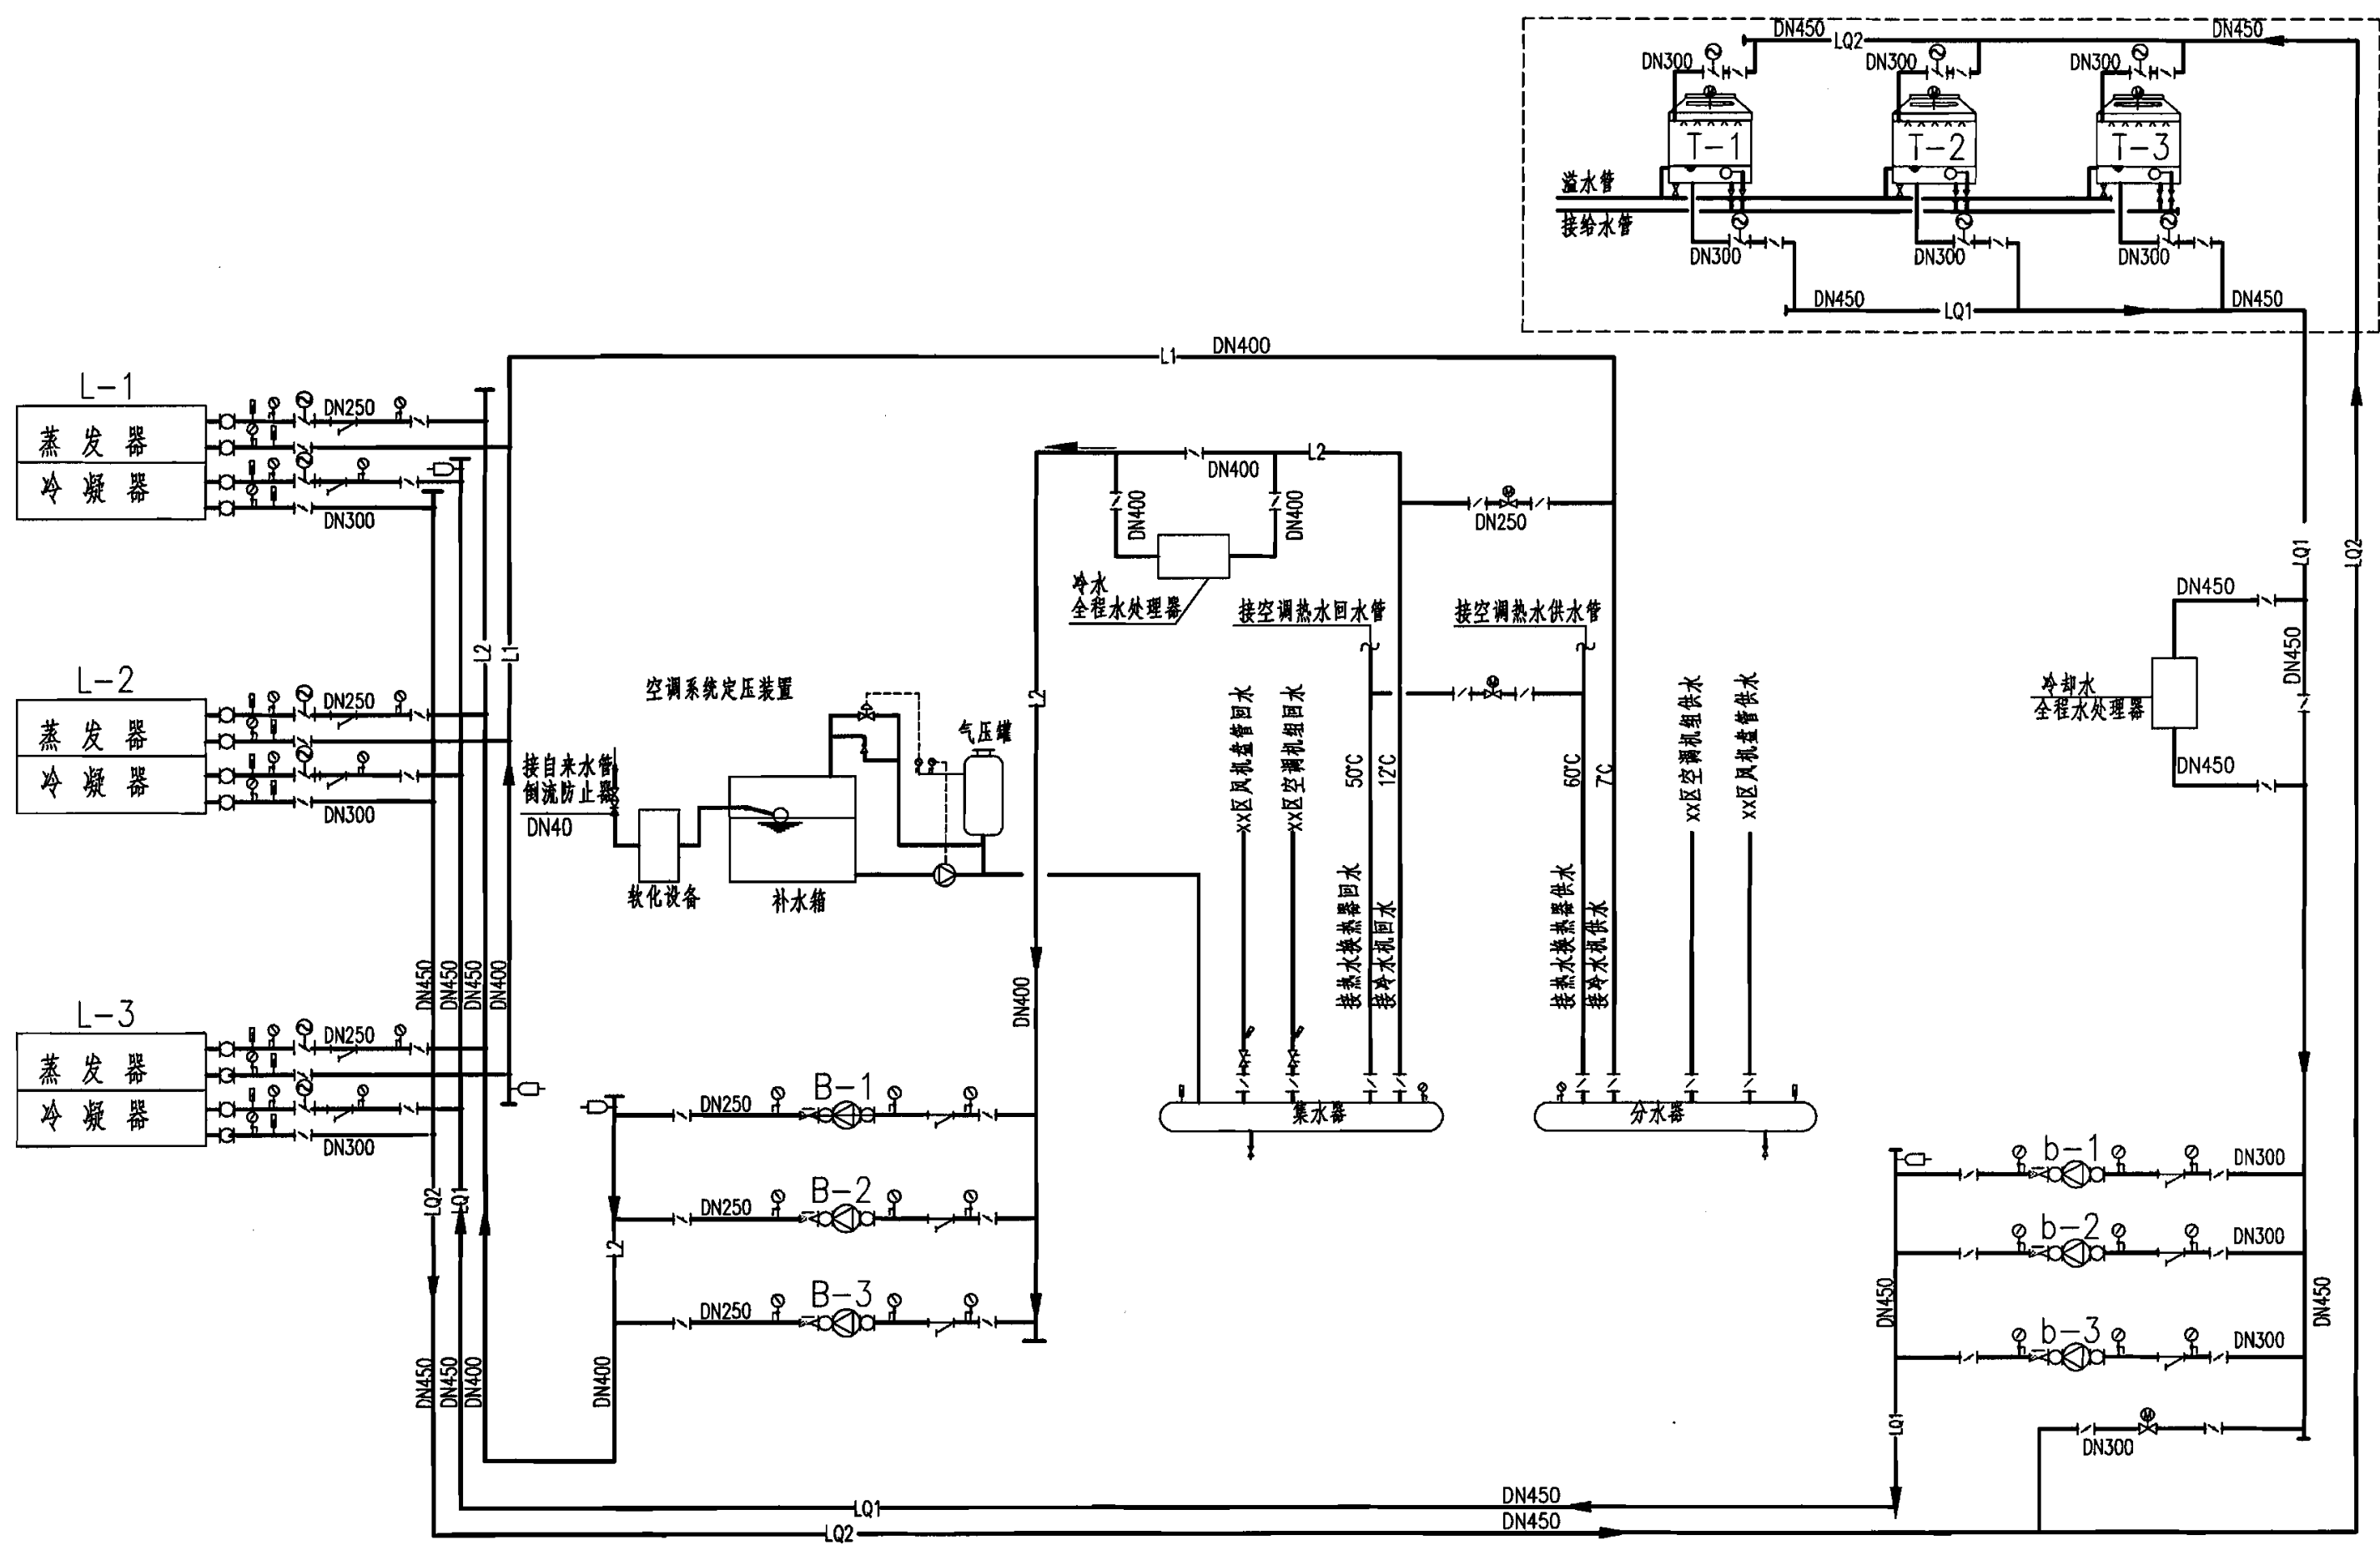 DN450
LQ2
DN450
DN300
DN300
DN300
T-1
T-2
T-3
溢水管
接给水管
DN300
DN300
DN300
DN450
LQ1
DN450
L1
DN400
L-1
DN250
蒸发器
冷凝器
DN300
L2
DN400
DN400
DN400
DN250
冷水
全程水处理器
接空调热水回水管
接空调热水供水管
LQ1
LQ2
DN450
DN450
冷却水
全程水处理器
DN450
L-2
DN250
蒸发器
冷凝器
DN300
L2
L1
空调系统定压装置
气压罐
接自来水管
倒流防止器
DN40
软化设备
补水箱
L2
xx区风机盘管回水
xx区空调机组回水
50℃
12℃
60℃
7℃
xx区空调机组供水
xx区风机盘管供水
接热水换热器回水
接冷水机回水
接热水换热器供水
接冷水机供水
DN450
DN450
DN450
DN400
DN400
L-3
DN250
蒸发器
冷凝器
DN300
LQ2
LQ1
B-1
DN250
B-2
DN250
L2
B-3
DN250
集水器
分水器
b-1
DN300
b-2
DN300
b-3
DN300
DN450
DN450
DN450
DN450
DN400
DN400
LQ1
DN300
LQ1
DN450
LQ2
DN450